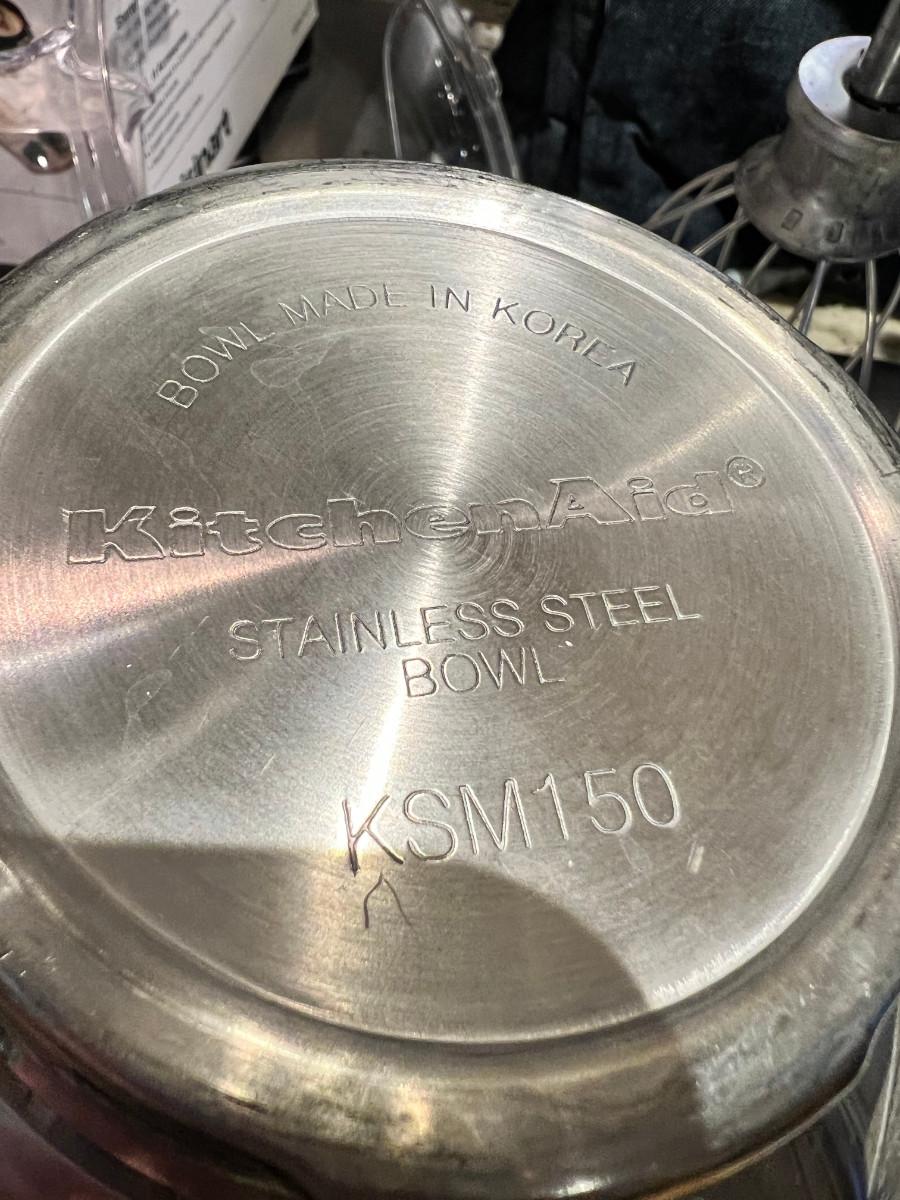 BOWL MADE IN KOREA
KitchenAid®
STAINLESS STEEL
BOWL
KSM150
A